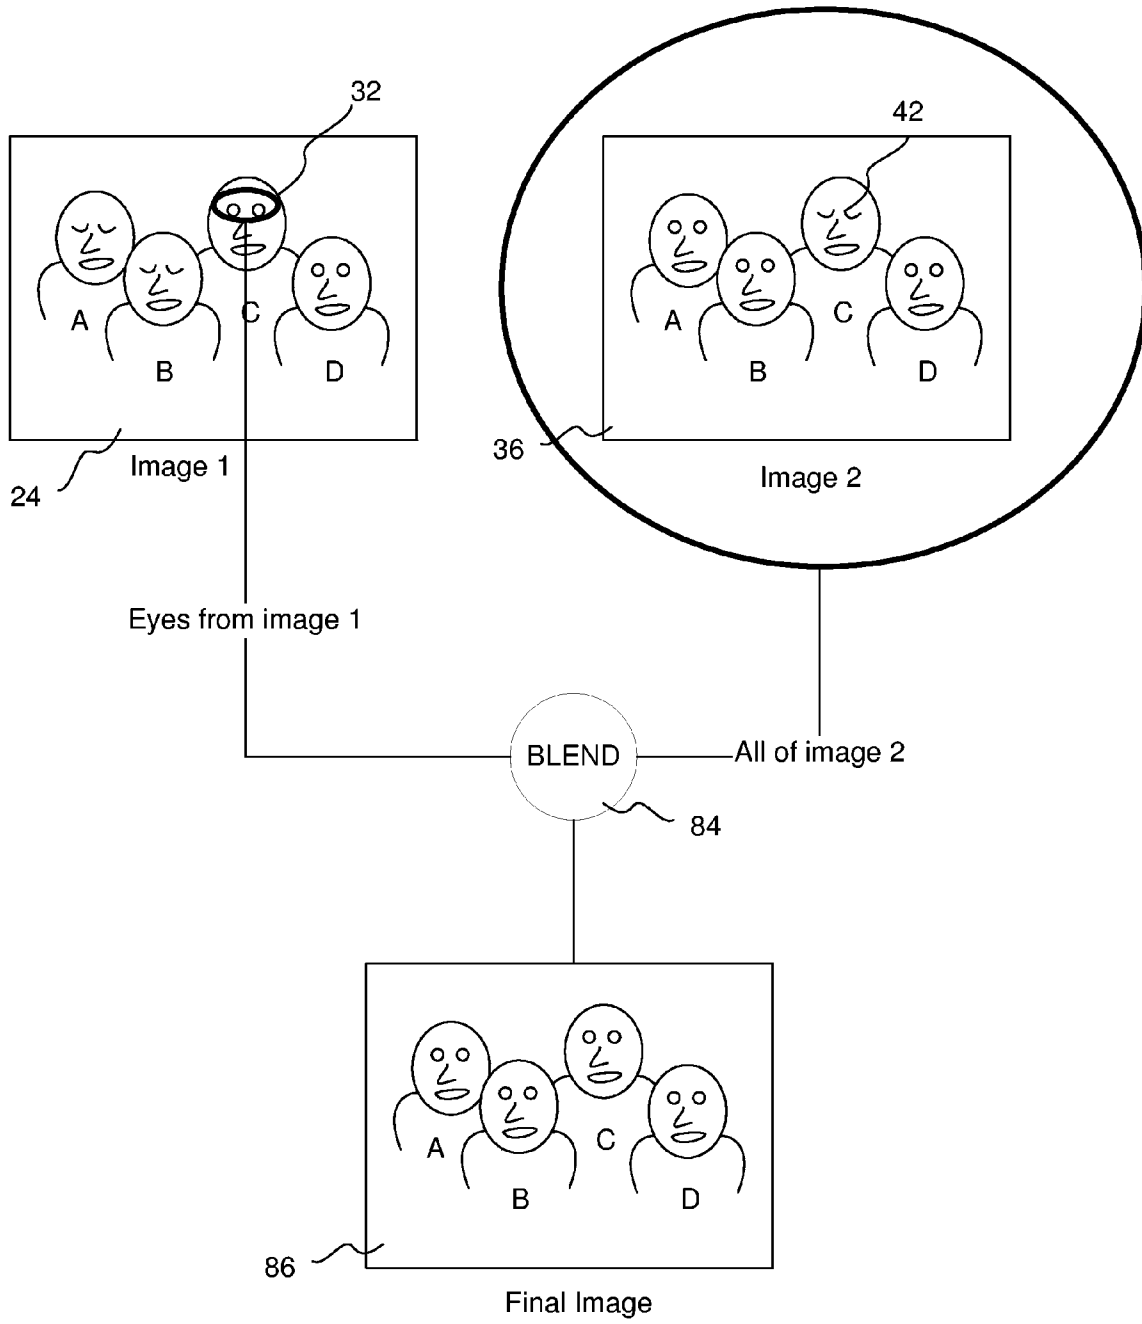 32
42
A
B
C
D
A
B
C
D
24
Image 1
36
Image 2
Eyes from image 1
BLEND
All of image 2
84
A
B
C
D
86
Final Image